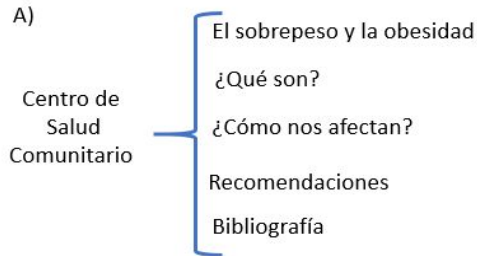 A)
Centro de
Salud
Comunitario
El sobrepeso y la obesidad
¿Qué son?
¿Cómo nos afectan?
Recomendaciones
Bibliografía